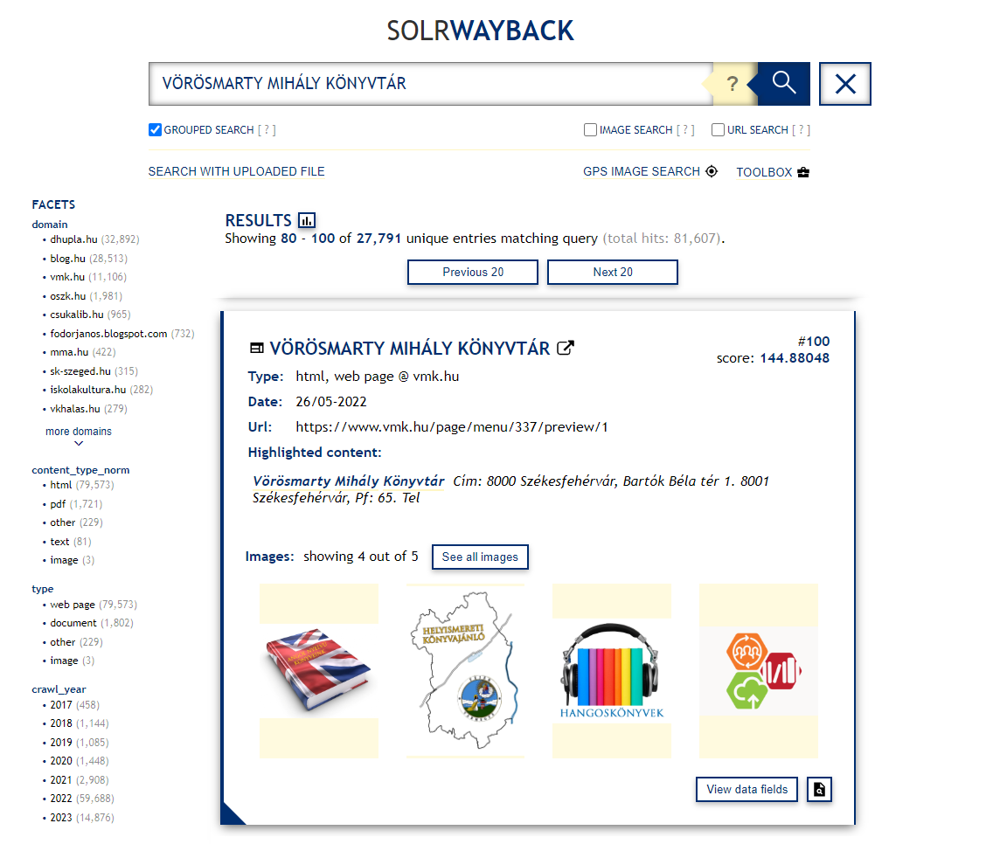 SOLRWAYBACK
VÖRÖSMARTY MIHÁLY KÖNYVTÁR
?
GROUPED SEARCH [ ? ]
IMAGE SEARCH [ ? ]
URL SEARCH [ ? ]
SEARCH WITH UPLOADED FILE
GPS IMAGE SEARCH
TOOLBOX
FACETS
domain
• dhupla.hu (32,892)
• blog.hu (28,513)
• vmk.hu (11,106)
• oszk.hu (1,981)
• csukalib.hu (965)
• fodorjanos.blogspot.com (732)
• mma.hu (422)
• sk-szeged.hu (315)
• iskolakultura.hu (282)
• vkhalas.hu (279)
more domains
content_type_norm
• html (79,573)
• pdf (1,721)
• other (229)
• text (81)
• image (3)
type
• web page (79,573)
• document (1,802)
• other (229)
• image (3)
crawl_year
• 2017 (458)
• 2018 (1,144)
• 2019 (1,085)
• 2020 (1,448)
• 2021 (2,908)
• 2022 (59,688)
• 2023 (14,876)
RESULTS
Showing 80 - 100 of 27,791 unique entries matching query (total hits: 81,607).
Previous 20
Next 20
VÖRÖSMARTY MIHÁLY KÖNYVTÁR
#100
score: 144.88048
Type: html, web page @ vmk.hu
Date: 26/05-2022
Url: https://www.vmk.hu/page/menu/337/preview/1
Highlighted content:
Vörösmarty Mihály Könyvtár Cím: 8000 Székesfehérvár, Bartók Béla tér 1. 8001
Székesfehérvár, Pf: 65. Tel
Images: showing 4 out of 5
See all images
HELYISMERETI
KÖNYVAJÁNLÓ
HANGOSKÖNYVEK
View data fields